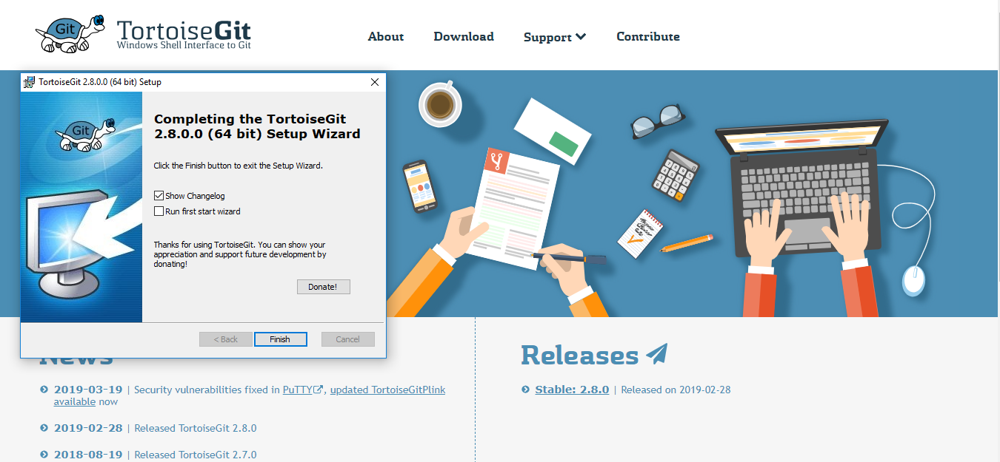 Git
TortoiseGit
Windows Shell Interface to Git
About
Download
Support
Contribute
TortoiseGit 2.8.0.0 (64 bit) Setup
Git
Completing the TortoiseGit
2.8.0.0 (64 bit) Setup Wizard
Click the Finish button to exit the Setup Wizard.
Show Changelog
Run first start wizard
Thanks for using TortoiseGit. You can show your
appreciation and support future development by
donating!
Donate!
< Back
Finish
Cancel
News
2019-03-19 | Security vulnerabilities fixed in PuTTY, updated TortoiseGitPlink
available now
2019-02-28 | Released TortoiseGit 2.8.0
2018-08-19 | Released TortoiseGit 2.7.0
Releases
Stable: 2.8.0 | Released on 2019-02-28